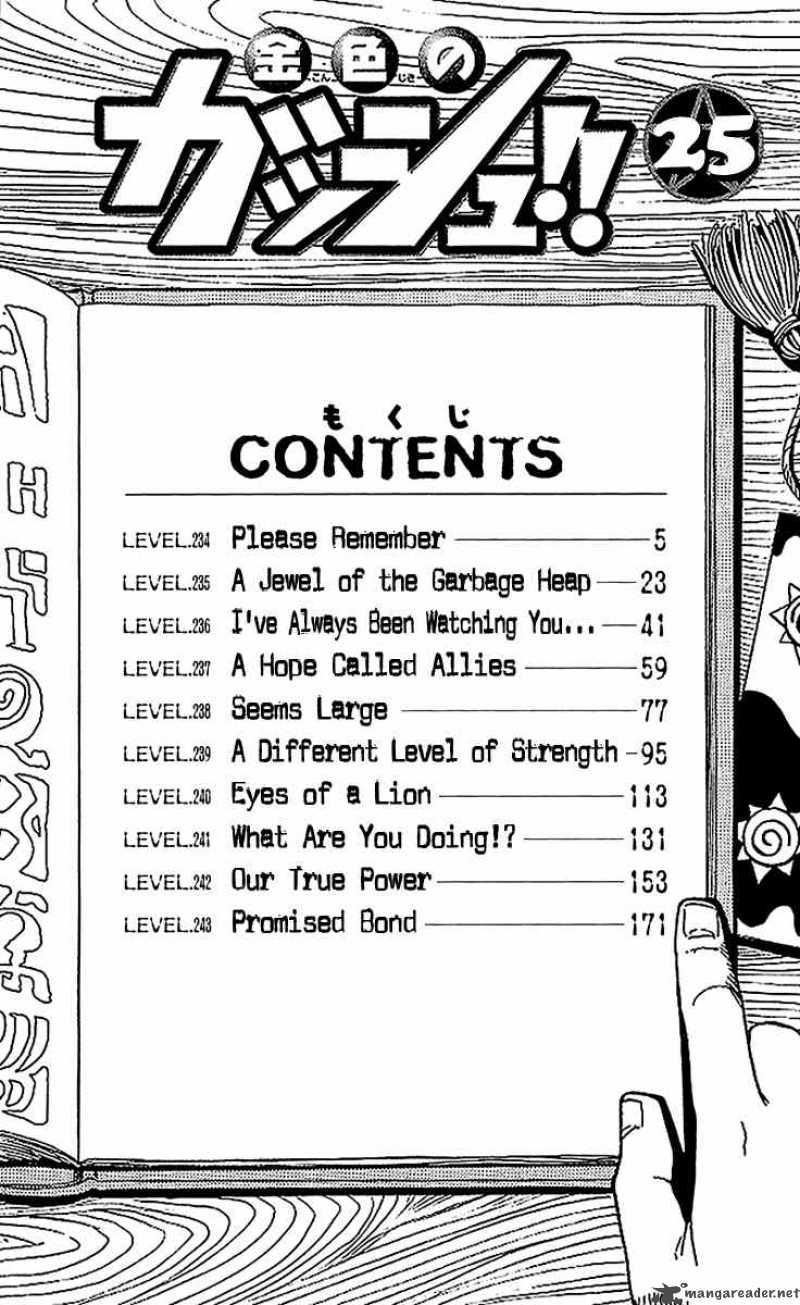 金色の
こんじき
ガッシュ!!
25
もくじ
CONTENTS
LEVEL.234 Please Remember 5
LEVEL.235 A Jewel of the Garbage Heap 23
LEVEL.236 I've Always Been Watching You... 41
LEVEL.237 A Hope Called Allies 59
LEVEL.238 Seems Large 77
LEVEL.239 A Different Level of Strength 95
LEVEL.240 Eyes of a Lion 113
LEVEL.241 What Are You Doing!? 131
LEVEL.242 Our True Power 153
LEVEL.243 Promised Bond 171
mangareader.net